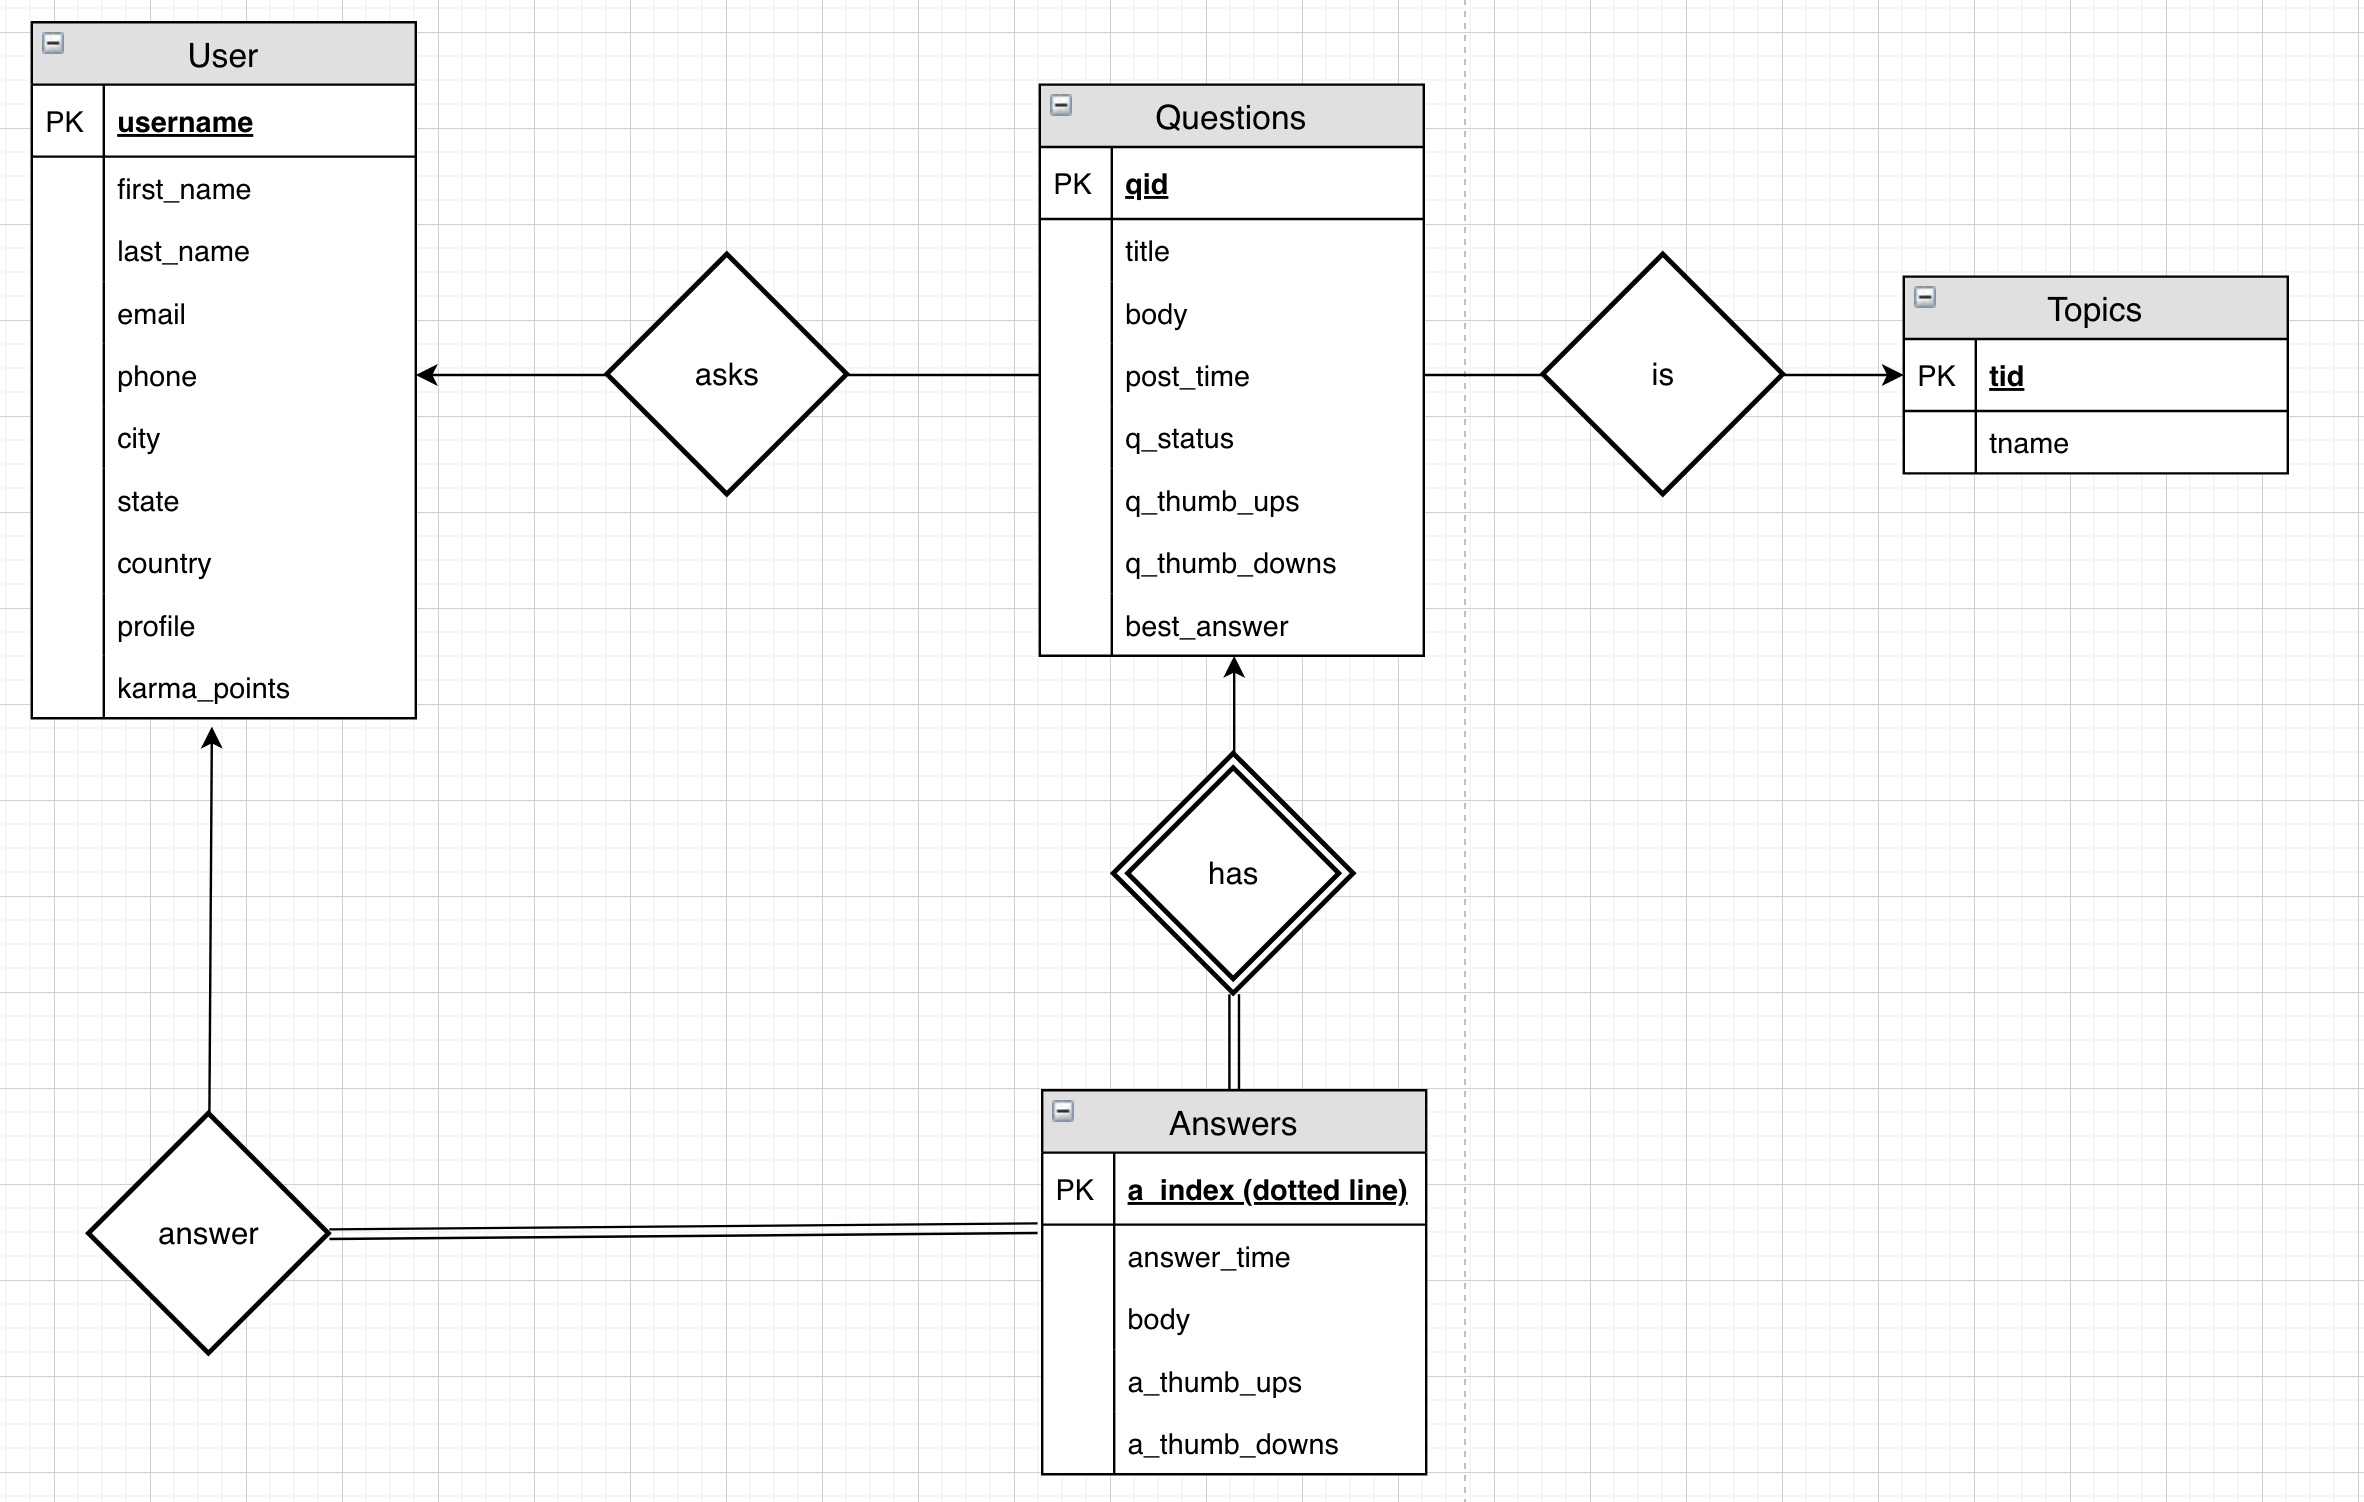 User
PK username
first_name
last_name
email
phone
city
state
country
profile
karma_points
asks
Questions
PK qid
title
body
post_time
q_status
q_thumb_ups
q_thumb_downs
best_answer
is
Topics
PK tid
tname
has
answer
Answers
PK a_index (dotted line)
answer_time
body
a_thumb_ups
a_thumb_downs